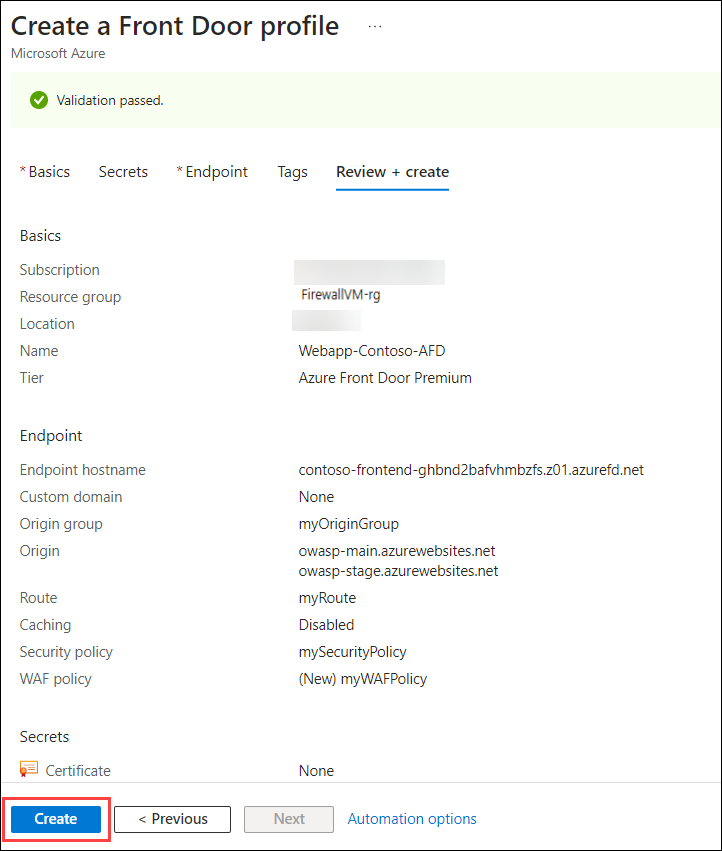 Create a Front Door profile ...
Microsoft Azure
Validation passed.
* Basics Secrets * Endpoint Tags Review + create
Basics
Subscription
Resource group FirewallVM-rg
Location
Name Webapp-Contoso-AFD
Tier Azure Front Door Premium
Endpoint
Endpoint hostname contoso-frontend-ghbnd2bafvhmbzfs.z01.azurefd.net
Custom domain None
Origin group myOriginGroup
Origin owasp-main.azurewebsites.net
owasp-stage.azurewebsites.net
Route myRoute
Caching Disabled
Security policy mySecurityPolicy
WAF policy (New) myWAFPolicy
Secrets
Certificate None
Create < Previous Next Automation options